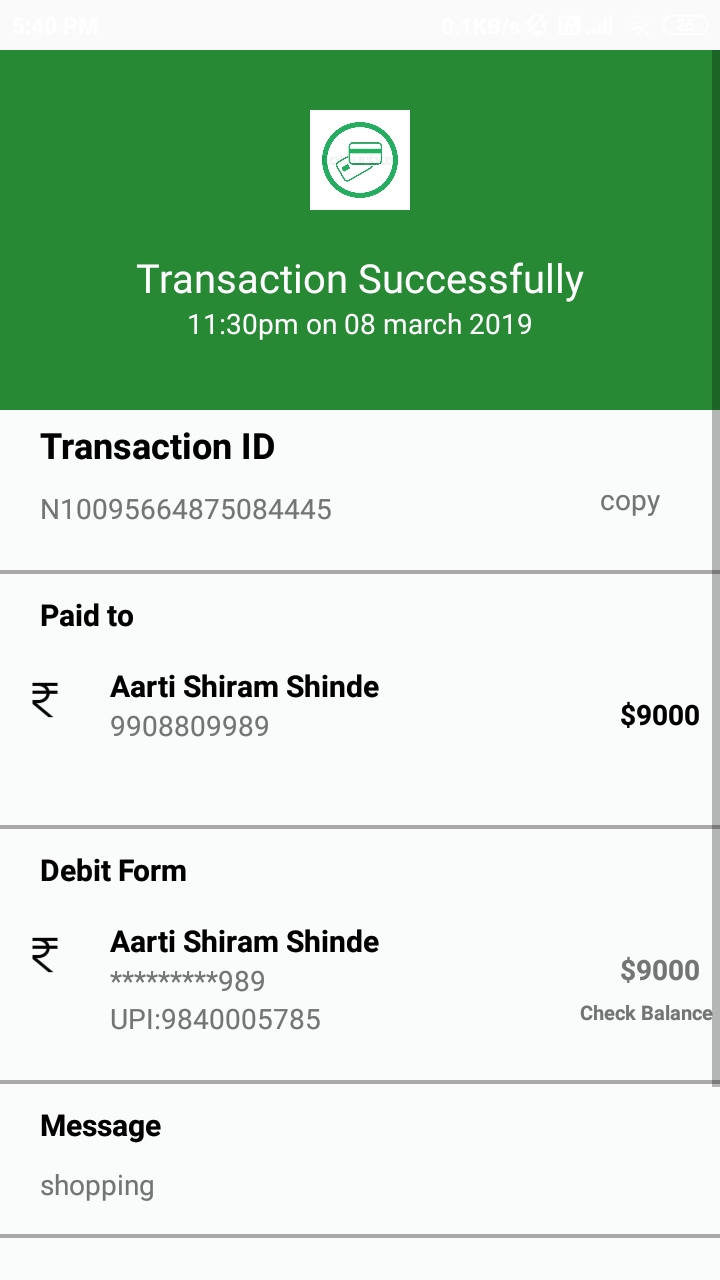 5:40 PM 0.1KB/s 26
Transaction Successfully
11:30pm on 08 march 2019
Transaction ID
N10095664875084445
copy
Paid to
₹ Aarti Shiram Shinde
9908809989
$9000
Debit Form
₹ Aarti Shiram Shinde
*********989
$9000
UPI:9840005785
Check Balance
Message
shopping